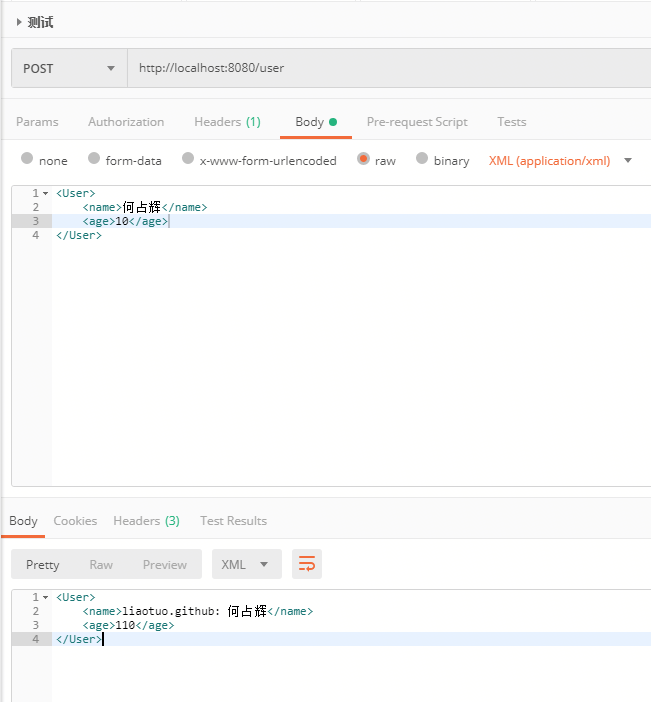 测试
POST http://localhost:8080/user
Params Authorization Headers (1) Body Pre-request Script Tests
none form-data x-www-form-urlencoded raw binary XML (application/xml)
1 <User>
2 <name>何占辉</name>
3 <age>10</age>
4 </User>
Body Cookies Headers (3) Test Results
Pretty Raw Preview XML
1 <User>
2 <name>liaotuo.github: 何占辉</name>
3 <age>110</age>
4 </User>